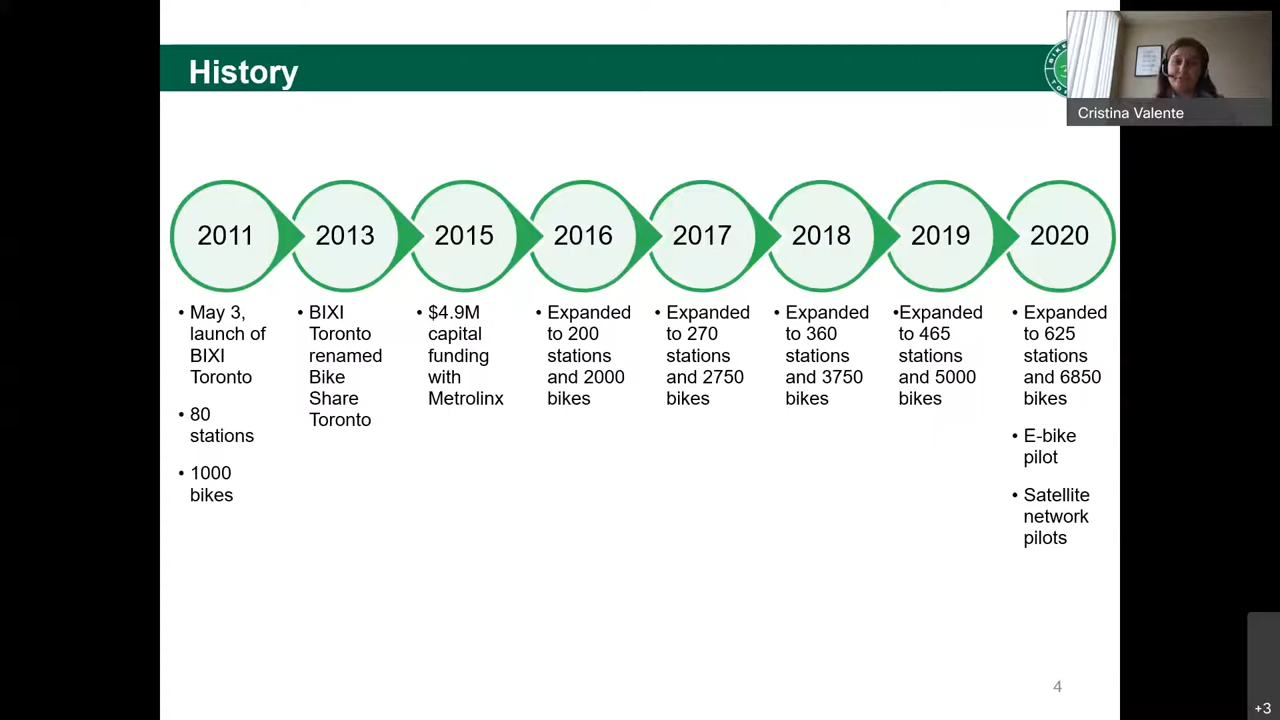 History
Cristina Valente
2011
2013
2015
2016
2017
2018
2019
2020
• May 3,
launch of
BIXI
Toronto
• 80
stations
• 1000
bikes
• BIXI
Toronto
renamed
Bike
Share
Toronto
• $4.9M
capital
funding
with
Metrolinx
• Expanded
to 200
stations
and 2000
bikes
• Expanded
to 270
stations
and 2750
bikes
• Expanded
to 360
stations
and 3750
bikes
•Expanded
to 465
stations
and 5000
bikes
• Expanded
to 625
stations
and 6850
bikes
• E-bike
pilot
• Satellite
network
pilots
4
+3